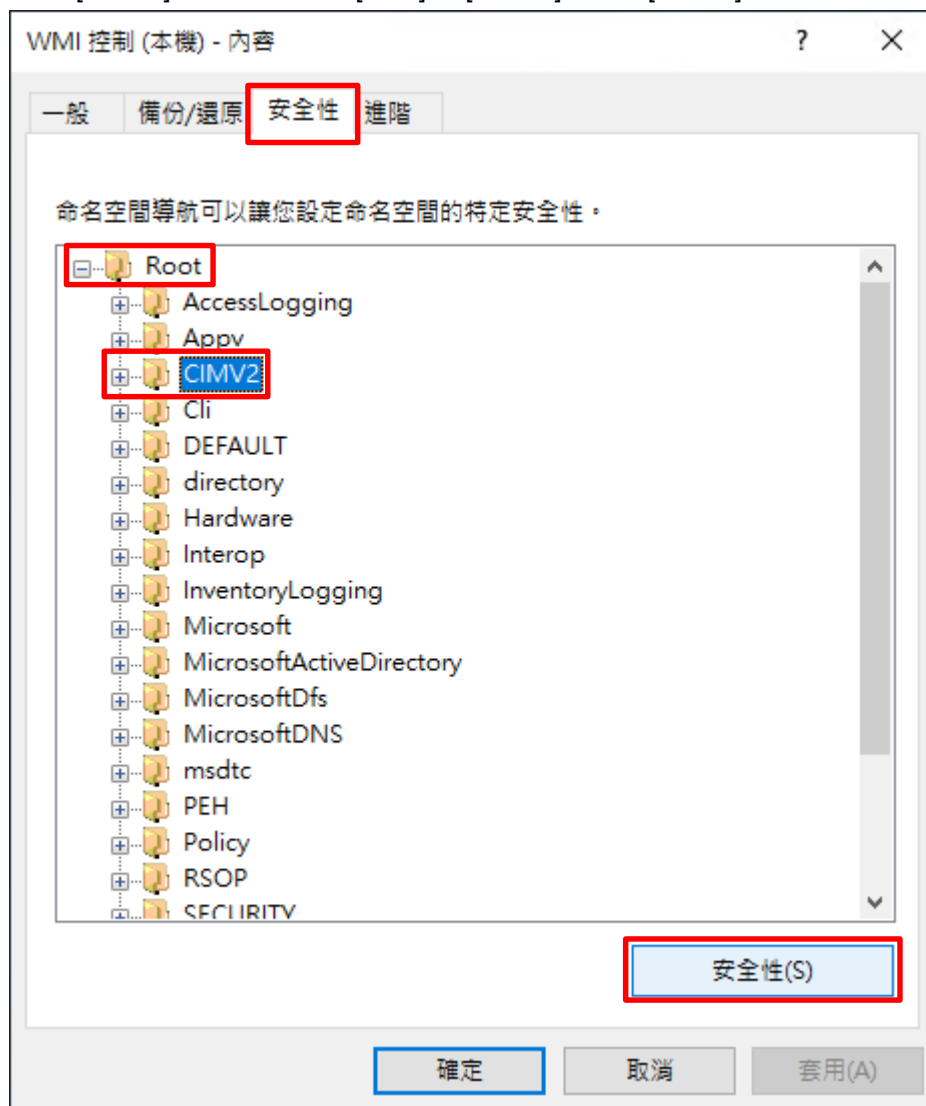 WMI 控制 (本機) - 內容 ? ×
一般 備份/還原 安全性 進階
命名空間導航可以讓您設定命名空間的特定安全性。
Root
AccessLogging
Appv
CIMV2
Cli
DEFAULT
directory
Hardware
Interop
InventoryLogging
Microsoft
MicrosoftActiveDirectory
MicrosoftDfs
MicrosoftDNS
msdtc
PEH
Policy
RSOP
SECURITY
安全性(S)
確定 取消 套用(A)